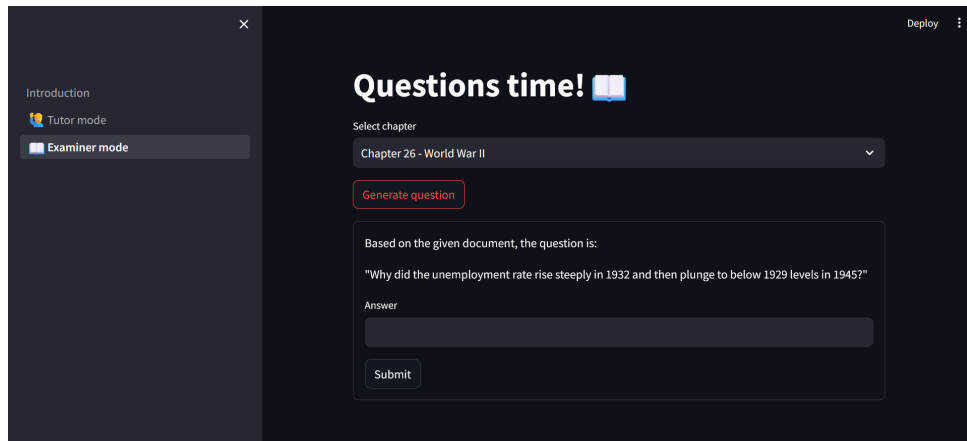 Deploy
Introduction
Tutor mode
Examiner mode
Questions time!
Select chapter
Chapter 26 - World War II
Generate question
Based on the given document, the question is:
"Why did the unemployment rate rise steeply in 1932 and then plunge to below 1929 levels in 1945?"
Answer
Submit